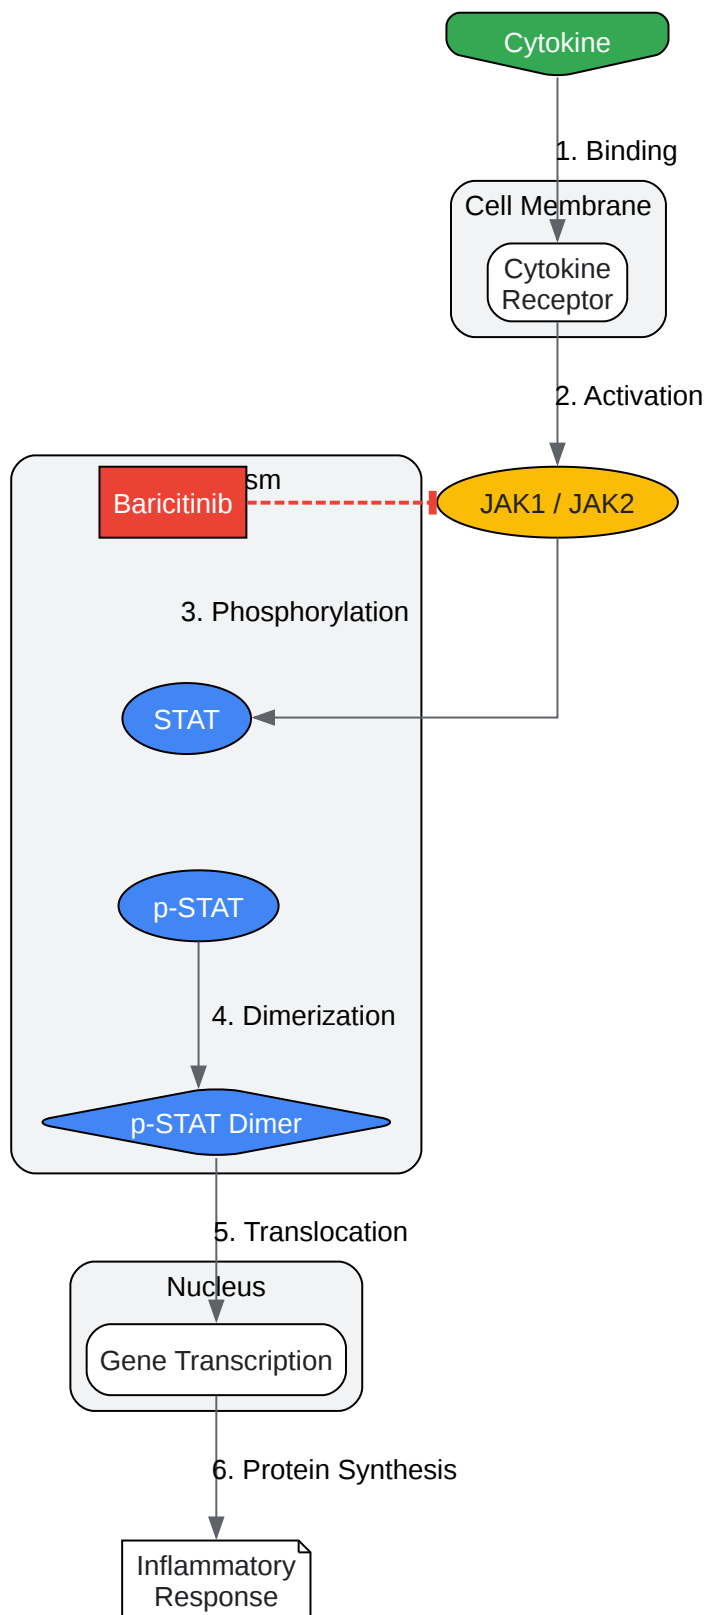 Cytokine
1. Binding
Cell Membrane
Cytokine
Receptor
2. Activation
sm
Baricitinib
JAK1 / JAK2
3. Phosphorylation
STAT
p-STAT
4. Dimerization
p-STAT Dimer
5. Translocation
Nucleus
Gene Transcription
6. Protein Synthesis
Inflammatory
Response